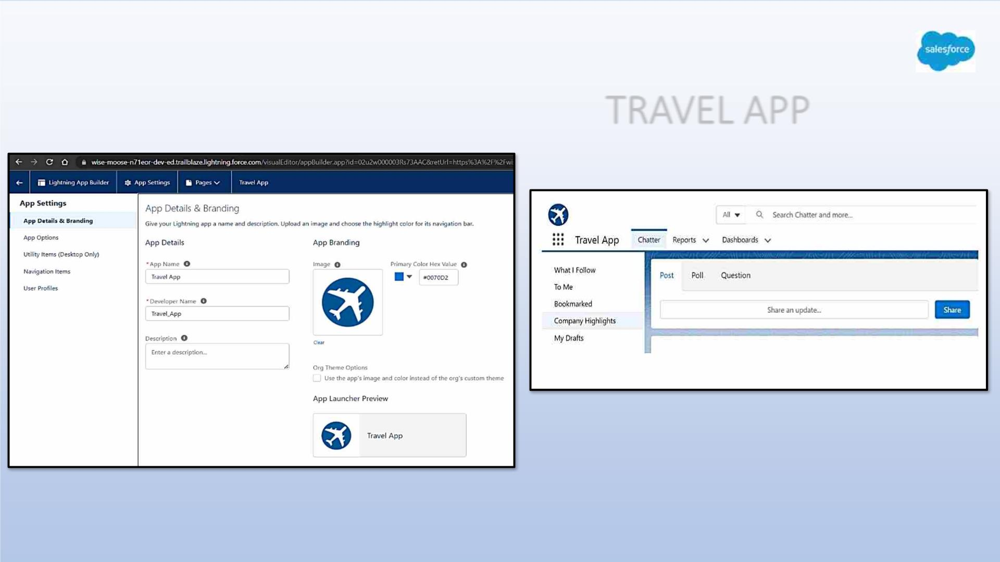 salesforce
TRAVEL APP
wise-moose-n71eor-dev-ed.trailblaze.lightning.force.com/visualEditor/appBuilder.app?id=02u2w000003Rs73AAC&retUrl=https%3A%2F%2Fwi
Lightning App Builder App Settings Pages Travel App
App Settings
App Details & Branding
App Options
Utility Items (Desktop Only)
Navigation Items
User Profiles
App Details & Branding
Give your Lightning app a name and description. Upload an image and choose the highlight color for its navigation bar.
App Details
*App Name
Travel App
*Developer Name
Travel_App
Description
Enter a description...
App Branding
Image
Primary Color Hex Value
#0070D2
Clear
Org Theme Options
Use the app's image and color instead of the org's custom theme
App Launcher Preview
Travel App
All Search Chatter and more...
Travel App Chatter Reports Dashboards
What I Follow
To Me
Bookmarked
Company Highlights
My Drafts
Post Poll Question
Share an update... Share